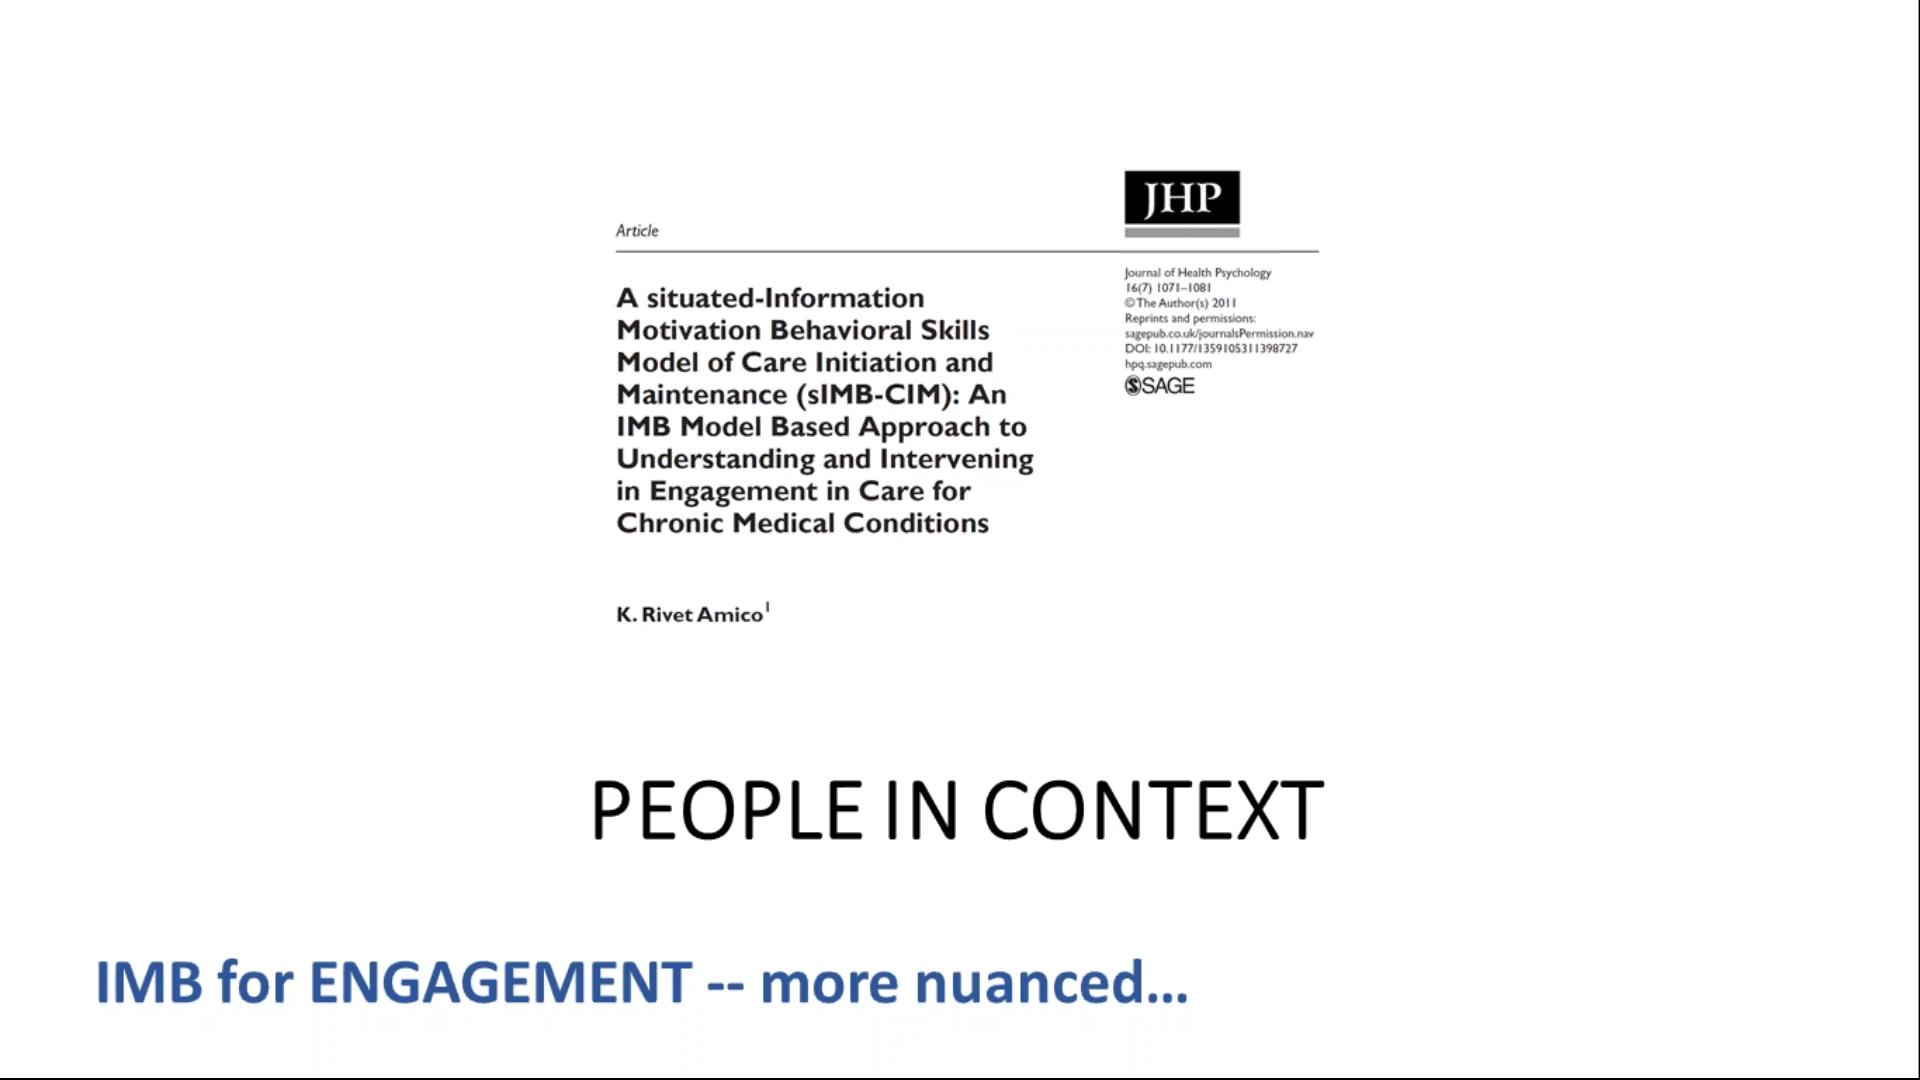 JHP
Article
A situated-Information
Motivation Behavioral Skills
Model of Care Initiation and
Maintenance (sIMB-CIM): An
IMB Model Based Approach to
Understanding and Intervening
in Engagement in Care for
Chronic Medical Conditions
Journal of Health Psychology
16(7) 1071–1081
© The Author(s) 2011
Reprints and permissions:
sagepub.co.uk/journalsPermission.nav
DOI: 10.1177/1359105311398727
hpq.sagepub.com
SAGE
K. Rivet Amico1
PEOPLE IN CONTEXT
IMB for ENGAGEMENT -- more nuanced...